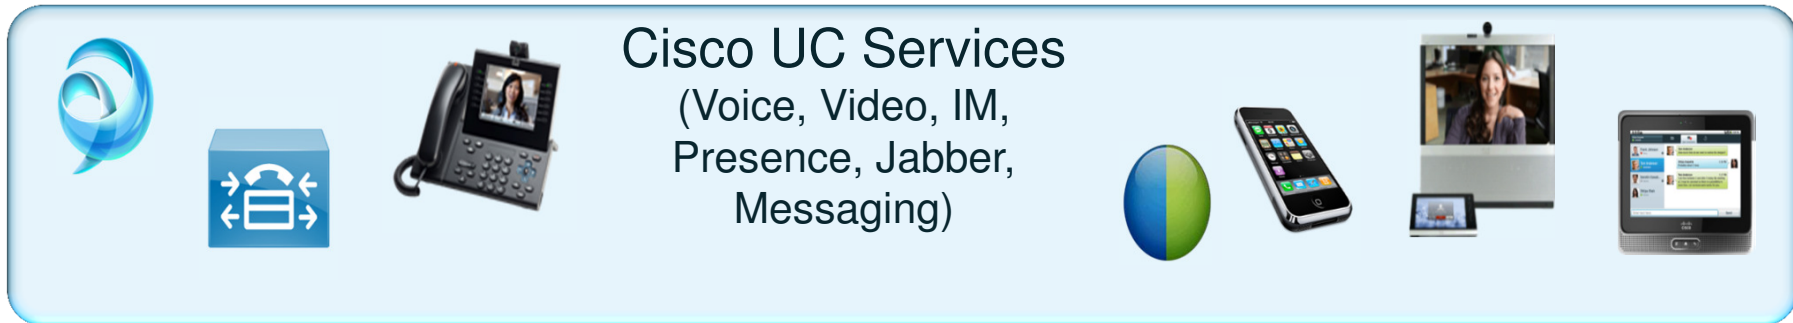 Cisco UC Services
(Voice, Video, IM,
Presence, Jabber,
Messaging)